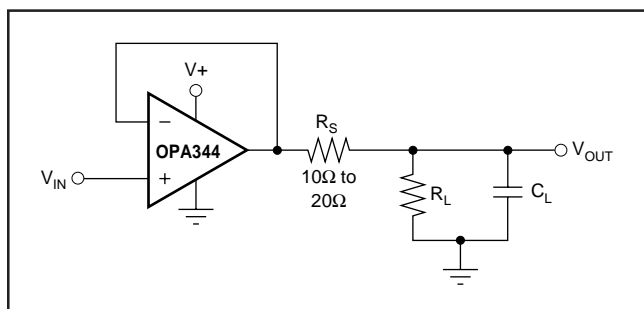 V+
−
OPA344
+
V_IN
R_S
10Ω to
20Ω
R_L
C_L
V_OUT